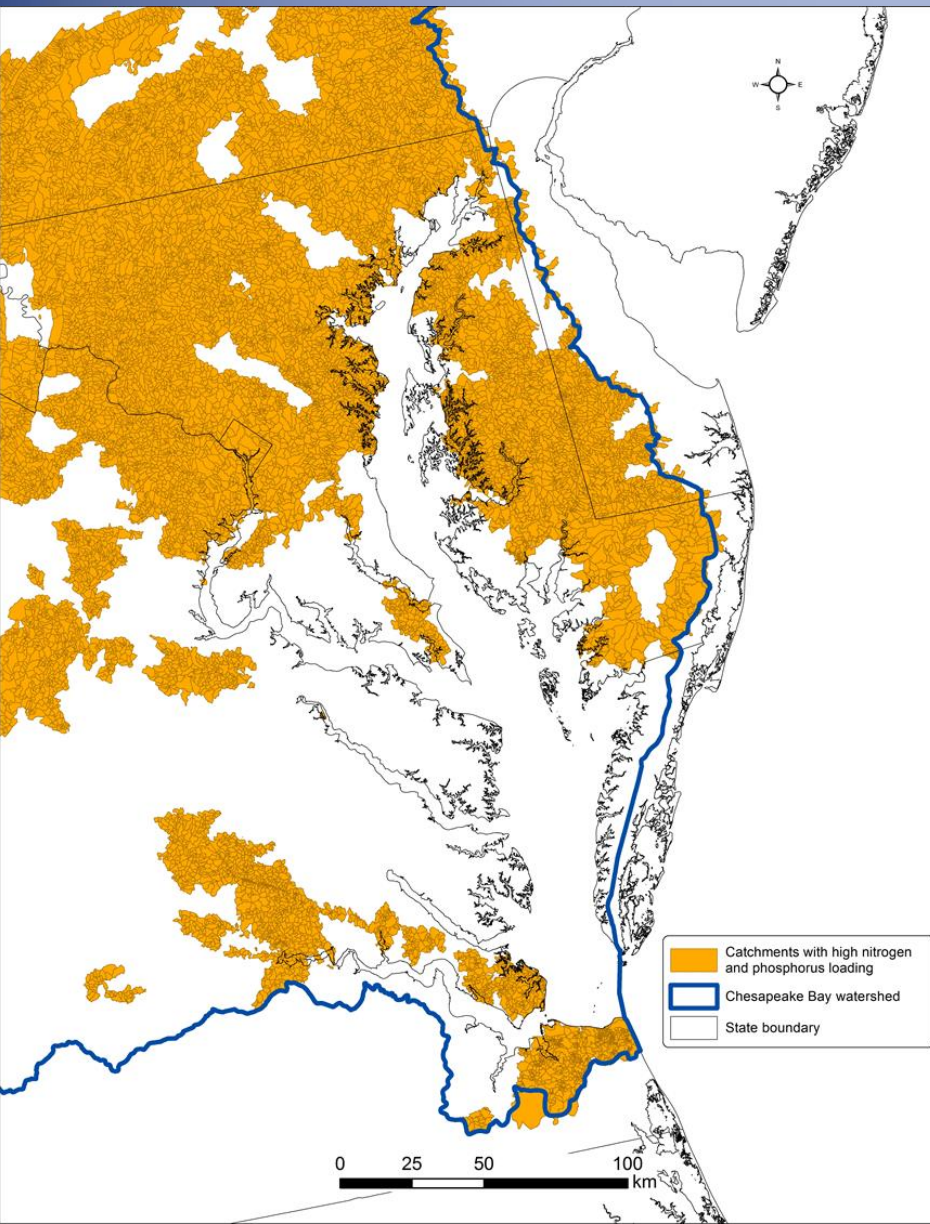 N
W E
S
Catchments with high nitrogen
and phosphorus loading
Chesapeake Bay watershed
State boundary
0 25 50 100
km